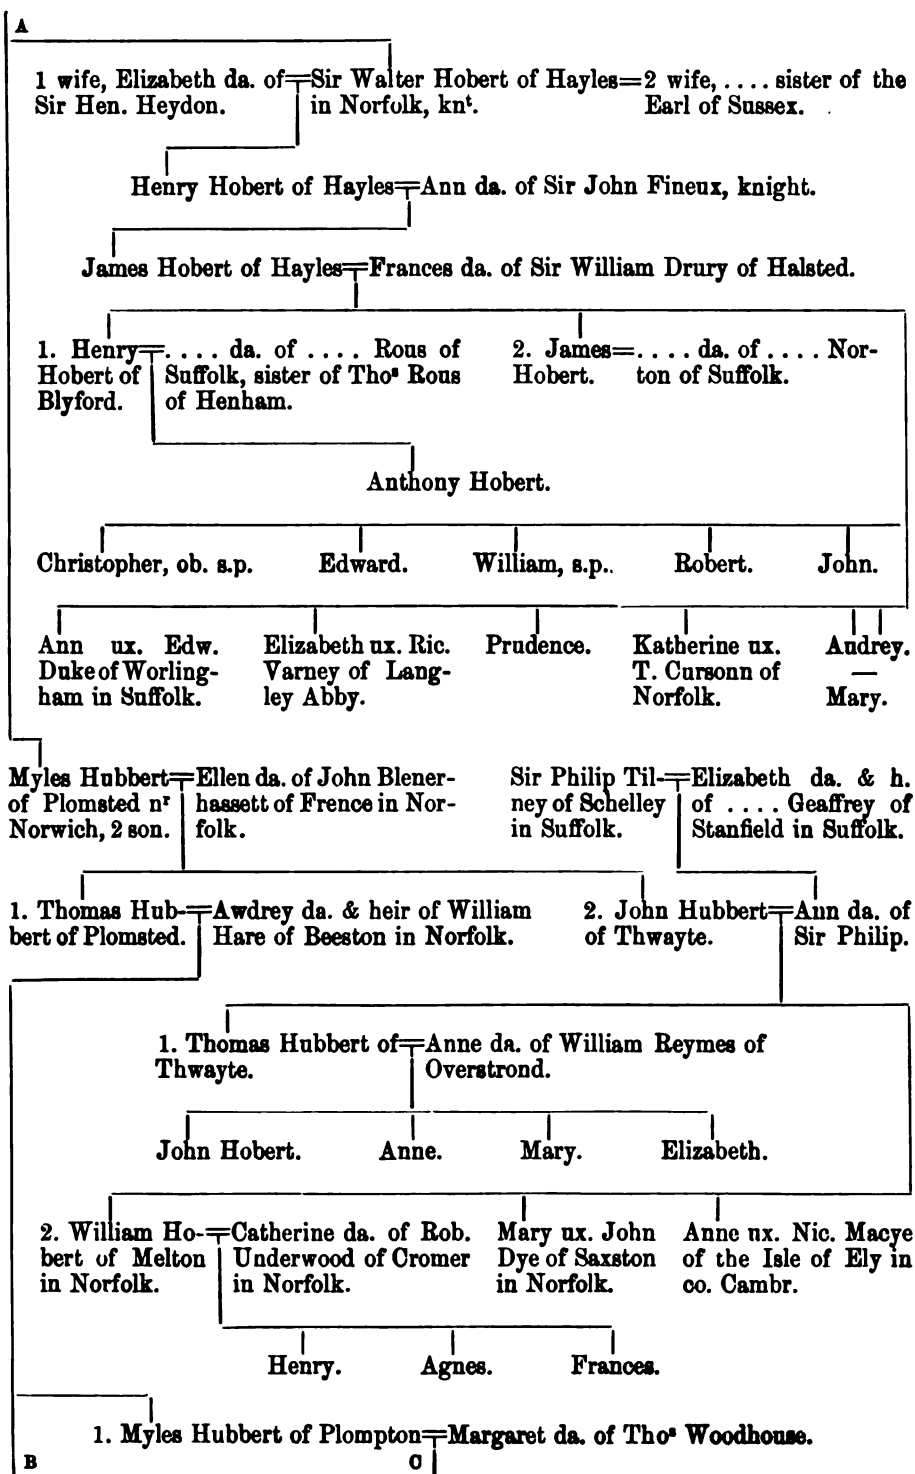 A
1 wife, Elizabeth da. of=Sir Walter Hobert of Hayles=2 wife, .... sister of the
Sir Hen. Heydon. in Norfolk, knᵗ. Earl of Sussex.
Henry Hobert of Hayles=Ann da. of Sir John Fineux, knight.
James Hobert of Hayles=Frances da. of Sir William Drury of Halsted.
1. Henry=.... da. of .... Rous of
Hobert of Suffolk, sister of Thoˢ Rous
Blyford. of Henham.
2. James=.... da. of .... Nor-
Hobert. ton of Suffolk.
Anthony Hobert.
Christopher, ob. s.p. Edward. William, s.p.. Robert. John.
Ann ux. Edw.
Duke of Worling-
ham in Suffolk.
Elizabeth ux. Ric.
Varney of Lang-
ley Abby.
Prudence.
Katherine ux.
T. Cursonn of
Norfolk.
Audrey.
—
Mary.
Myles Hubbert=Ellen da. of John Blener-
of Plomsted nʳ hassett of Frence in Nor-
Norwich, 2 son. folk.
Sir Philip Til-=Elizabeth da. & h.
ney of Schelley of .... Geaffrey of
in Suffolk. Stanfield in Suffolk.
1. Thomas Hub-=Awdrey da. & heir of William
bert of Plomsted. Hare of Beeston in Norfolk.
2. John Hubbert=Ann da. of
of Thwayte. Sir Philip.
1. Thomas Hubbert of=Anne da. of William Reymes of
Thwayte. Overstrond.
John Hobert. Anne. Mary. Elizabeth.
2. William Ho-=Catherine da. of Rob.
bert of Melton Underwood of Cromer
in Norfolk. in Norfolk.
Mary ux. John
Dye of Saxston
in Norfolk.
Anne ux. Nic. Macye
of the Isle of Ely in
co. Cambr.
Henry. Agnes. Frances.
1. Myles Hubbert of Plompton=Margaret da. of Thoˢ Woodhouse.
B C